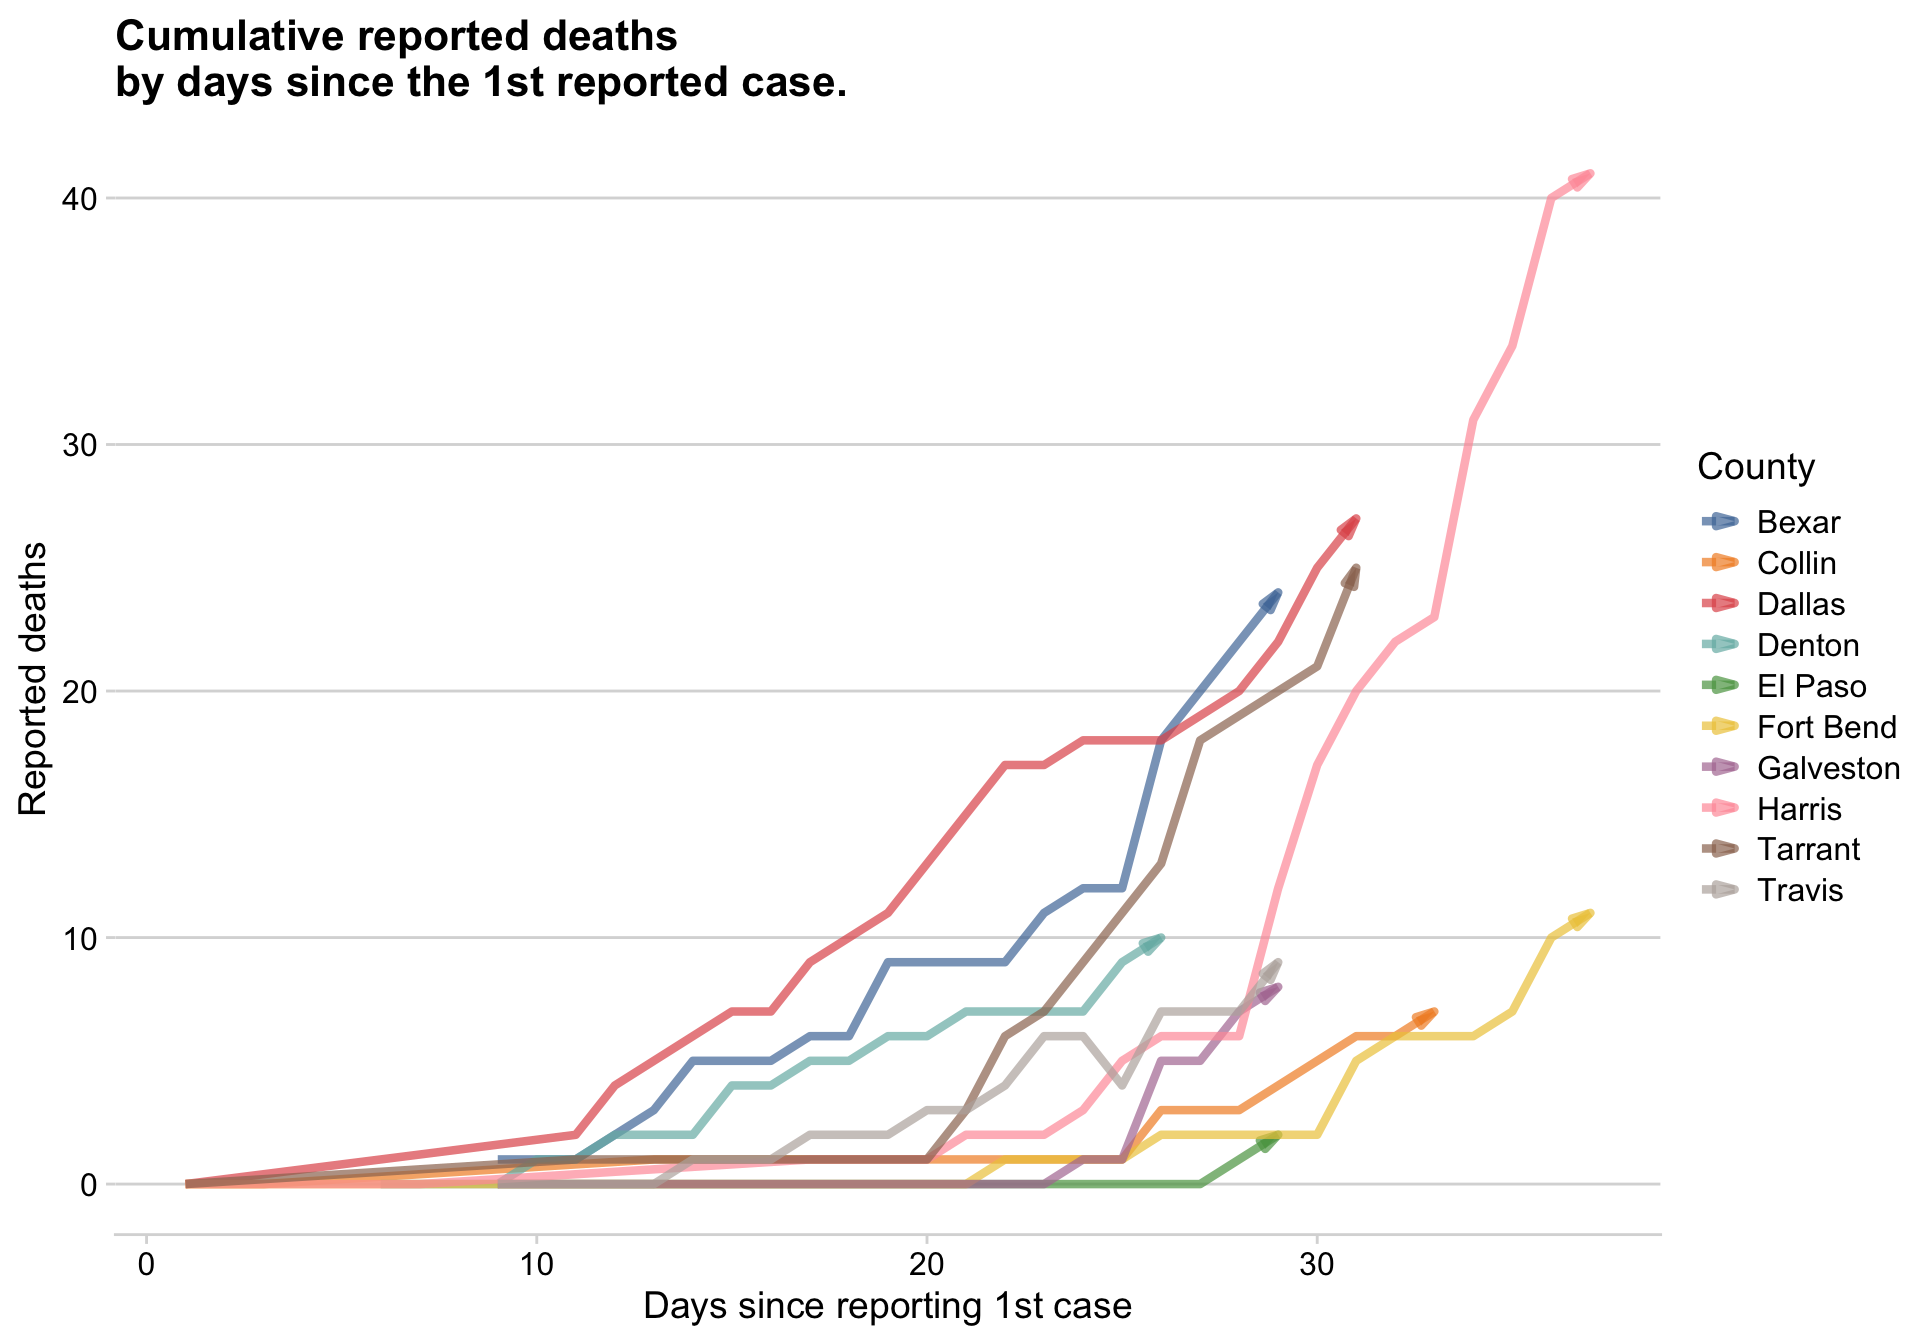 Cumulative reported deaths
by days since the 1st reported case.
40
30
20
10
0
Reported deaths
0 10 20 30
Days since reporting 1st case
County
Bexar
Collin
Dallas
Denton
El Paso
Fort Bend
Galveston
Harris
Tarrant
Travis